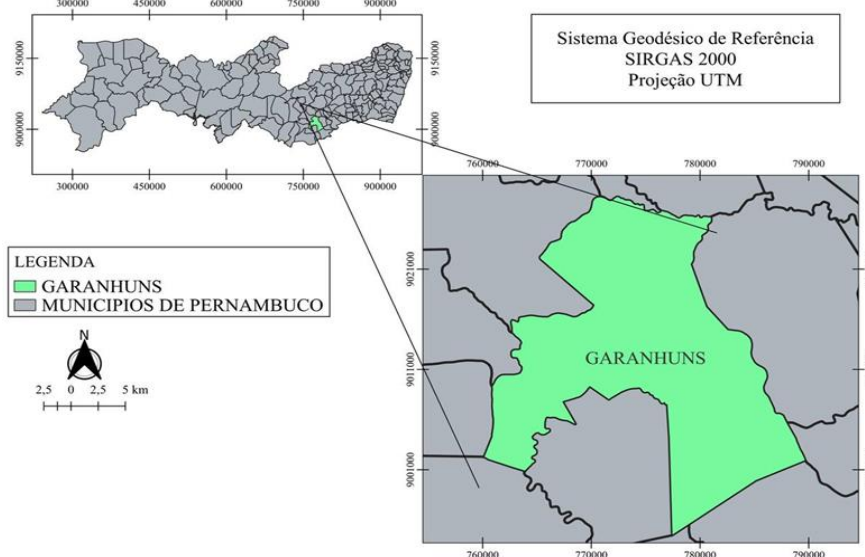 300000 450000 600000 750000 900000
9150000 9150000
9000000 9000000
300000 450000 600000 750000 900000
Sistema Geodésico de Referência
SIRGAS 2000
Projeção UTM
LEGENDA
GARANHUNS
MUNICIPIOS DE PERNAMBUCO
N
2,5 0 2,5 5 km
760000 770000 780000 790000
9021000
9011000
9001000
GARANHUNS
760000 770000 780000 790000